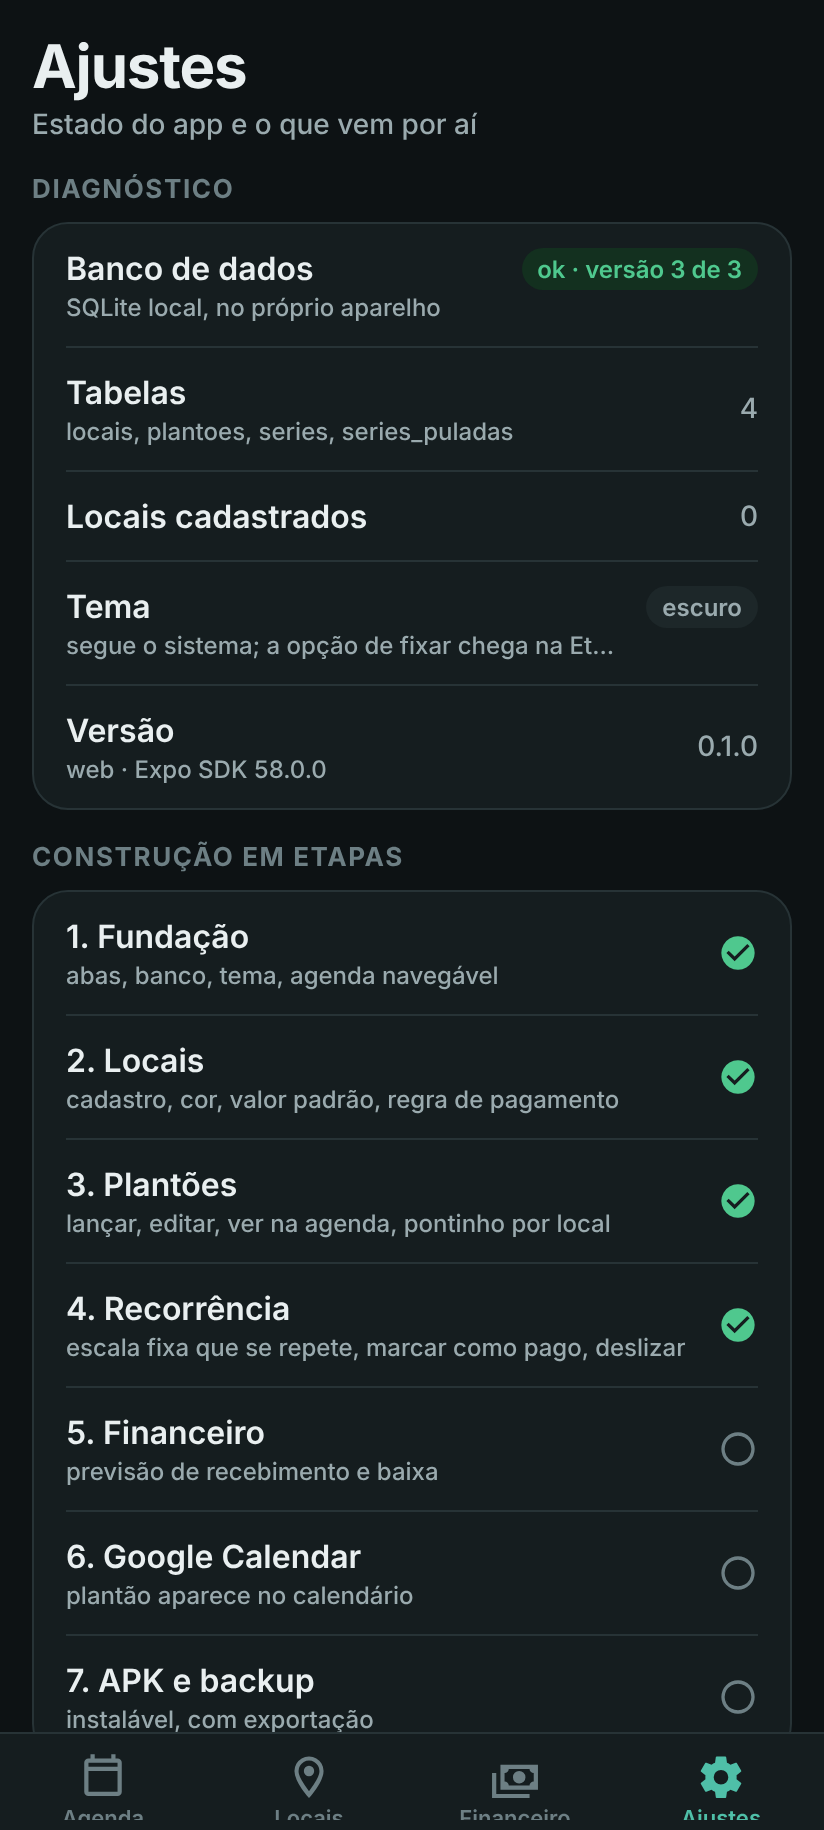 Ajustes
Estado do app e o que vem por aí
DIAGNÓSTICO
Banco de dados
ok · versão 3 de 3
SQLite local, no próprio aparelho
Tabelas
4
locais, plantoes, series, series_puladas
Locais cadastrados
0
Tema
escuro
segue o sistema; a opção de fixar chega na Et...
Versão
0.1.0
web · Expo SDK 58.0.0
CONSTRUÇÃO EM ETAPAS
1. Fundação
abas, banco, tema, agenda navegável
2. Locais
cadastro, cor, valor padrão, regra de pagamento
3. Plantões
lançar, editar, ver na agenda, pontinho por local
4. Recorrência
escala fixa que se repete, marcar como pago, deslizar
5. Financeiro
previsão de recebimento e baixa
6. Google Calendar
plantão aparece no calendário
7. APK e backup
instalável, com exportação
Agenda
Locais
Financeiro
Ajustes